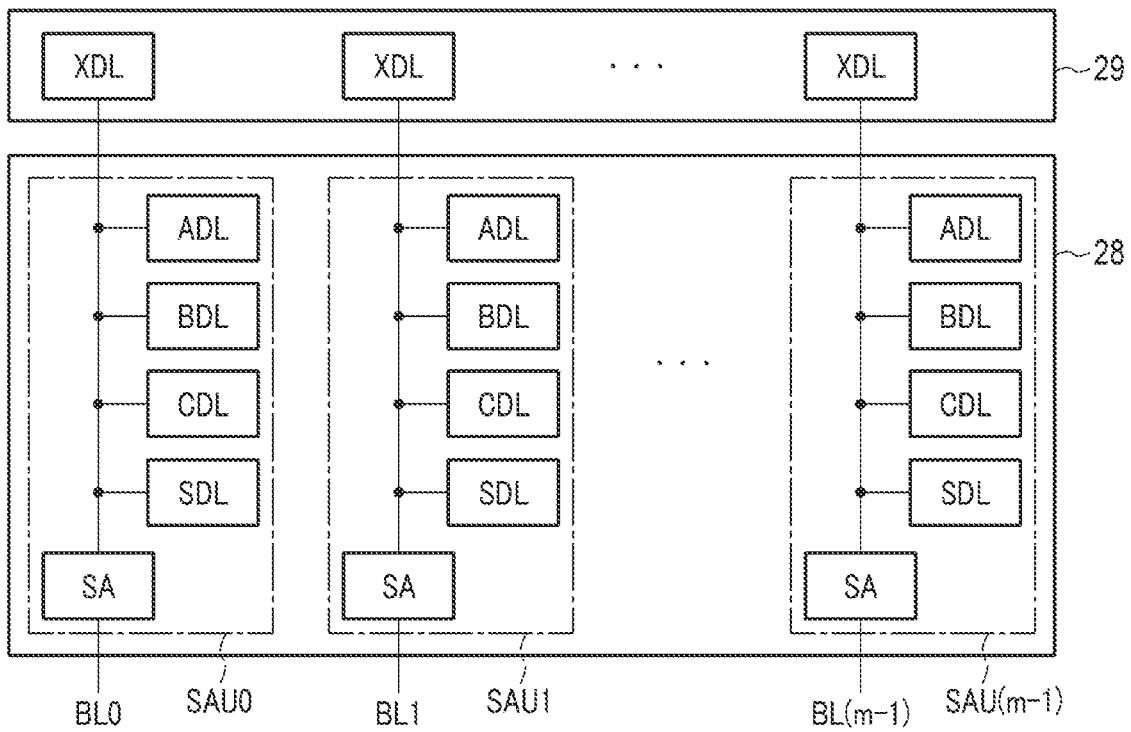 XDL XDL . . . XDL
29
ADL ADL ADL
28
BDL BDL BDL
. . .
CDL CDL CDL
SDL SDL SDL
SA SA SA
BL0 SAU0 BL1 SAU1 BL(m-1) SAU(m-1)